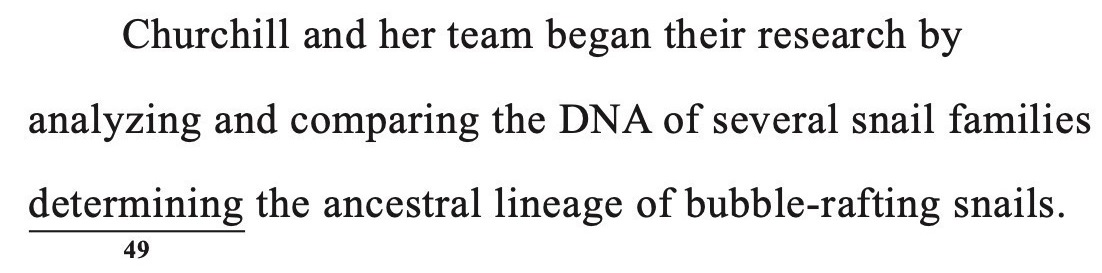 Churchill and her team began their research by
analyzing and comparing the DNA of several snail families
determining the ancestral lineage of bubble-rafting snails.
49